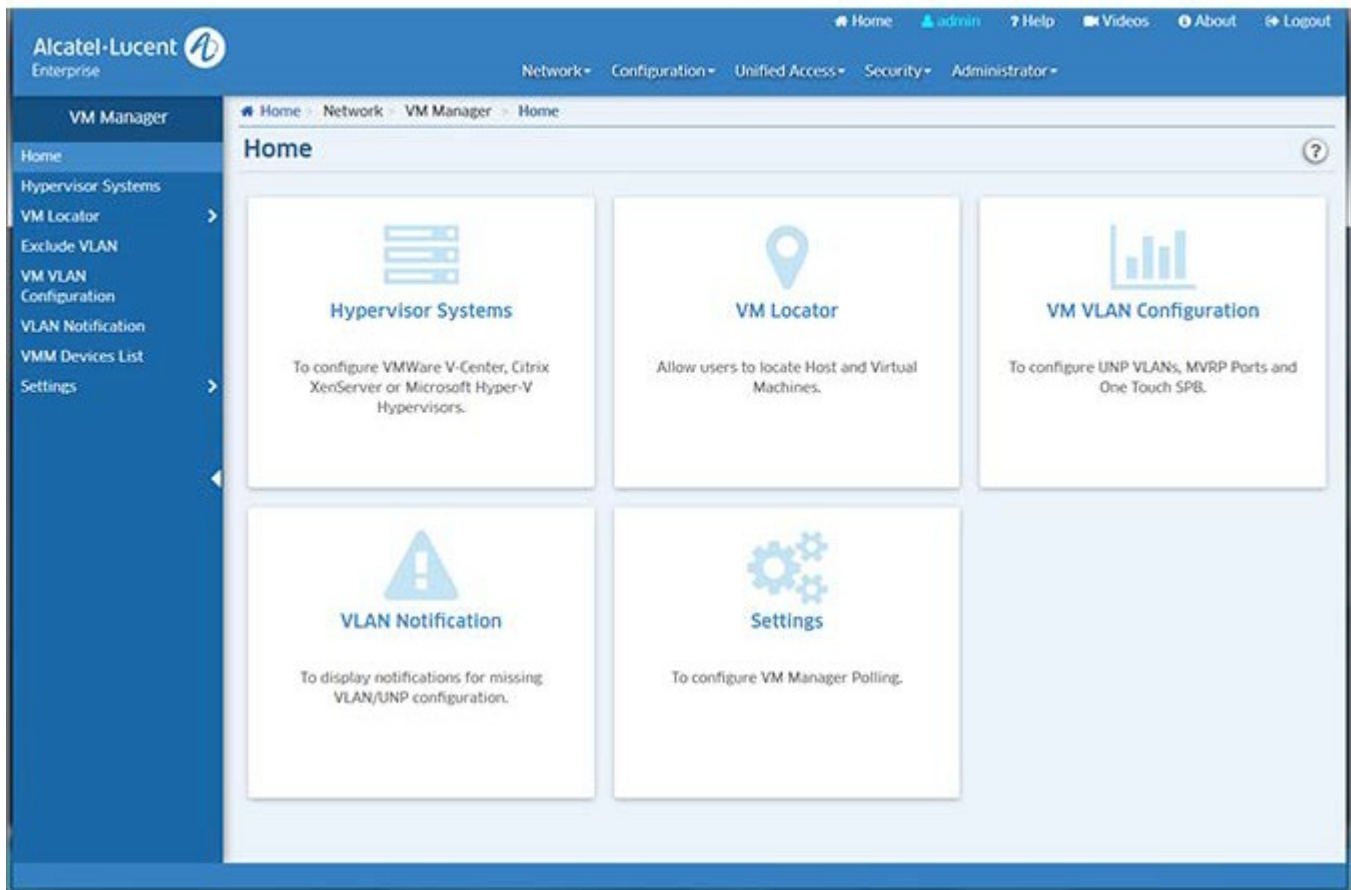 Home admin ? Help Videos About Logout
Alcatel·Lucent
Enterprise
Network Configuration Unified Access Security Administrator
VM Manager
Home
Hypervisor Systems
VM Locator
Exclude VLAN
VM VLAN
Configuration
VLAN Notification
VMM Devices List
Settings
Home > Network > VM Manager > Home
Home
?
Hypervisor Systems
To configure VMWare V-Center, Citrix
XenServer or Microsoft Hyper-V
Hypervisors.
VM Locator
Allow users to locate Host and Virtual
Machines.
VM VLAN Configuration
To configure UNP VLANs, MVRP Ports and
One Touch SPB.
VLAN Notification
To display notifications for missing
VLAN/UNP configuration.
Settings
To configure VM Manager Polling.